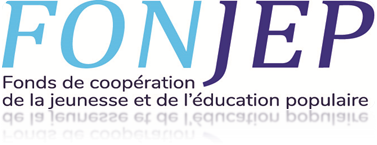 FONJEP
Fonds de coopération
de la jeunesse et de l'éducation populaire